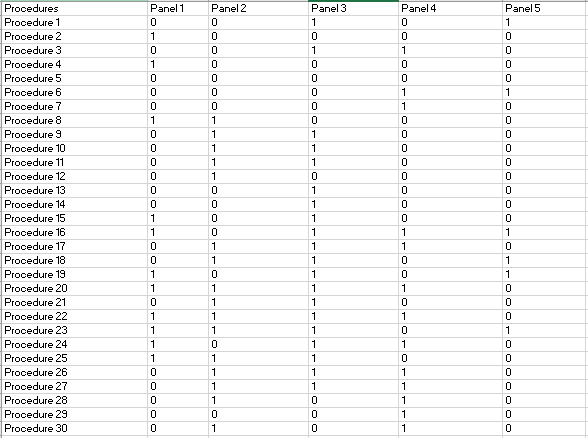 Procedures Panel 1 Panel 2 Panel 3 Panel 4 Panel 5
Procedure 1 0 0 1 0 1
Procedure 2 1 0 0 0 0
Procedure 3 0 0 1 1 0
Procedure 4 1 0 0 0 0
Procedure 5 0 0 0 0 0
Procedure 6 0 0 0 1 1
Procedure 7 0 0 0 1 0
Procedure 8 1 1 0 0 0
Procedure 9 0 1 1 0 0
Procedure 10 0 1 1 0 0
Procedure 11 0 1 1 0 0
Procedure 12 0 1 0 0 0
Procedure 13 0 0 1 0 0
Procedure 14 0 0 1 0 0
Procedure 15 1 0 1 0 0
Procedure 16 1 0 1 1 1
Procedure 17 0 1 1 1 0
Procedure 18 0 1 1 0 1
Procedure 19 1 0 1 0 1
Procedure 20 1 1 1 1 0
Procedure 21 0 1 1 0 0
Procedure 22 1 1 1 1 0
Procedure 23 1 1 1 0 1
Procedure 24 1 0 1 1 0
Procedure 25 1 1 1 0 0
Procedure 26 0 1 1 1 0
Procedure 27 0 1 1 1 0
Procedure 28 0 1 0 1 0
Procedure 29 0 0 0 1 0
Procedure 30 0 1 0 1 0